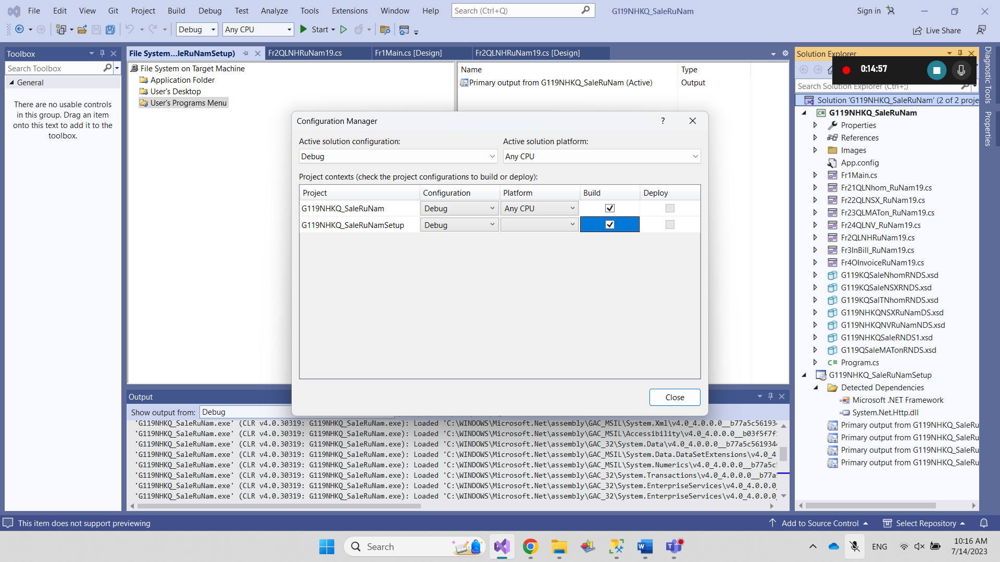 File Edit View Git Project Build Debug Test Analyze Tools Extensions Window Help Search (Ctrl+Q) G119NHKQ_SaleRuNam Sign in
Debug Any CPU Start Live Share
Toolbox
Search Toolbox
General
There are no usable controls
in this group. Drag an item
onto this text to add it to the
toolbox.
File System...leRuNamSetup) Fr2QLNHRuNam19.cs Fr1Main.cs [Design] Fr2QLNHRuNam19.cs [Design]
File System on Target Machine
Application Folder
User's Desktop
User's Programs Menu
Name Type
Primary output from G119NHKQ_SaleRuNam (Active) Output
Configuration Manager ?
Active solution configuration: Active solution platform:
Debug Any CPU
Project contexts (check the project configurations to build or deploy):
Project Configuration Platform Build Deploy
G119NHKQ_SaleRuNam Debug Any CPU
G119NHKQ_SaleRuNamSetup Debug
Close
Output
Show output from: Debug
'G119NHKQ_SaleRuNam.exe' (CLR v4.0.30319: G119NHKQ_SaleRuNam.exe): Loaded 'C:\WINDOWS\Microsoft.Net\assembly\GAC_MSIL\System.Xml\v4.0_4.0.0.0__b77a5c56193
'G119NHKQ_SaleRuNam.exe' (CLR v4.0.30319: G119NHKQ_SaleRuNam.exe): Loaded 'C:\WINDOWS\Microsoft.Net\assembly\GAC_MSIL\Accessibility\v4.0_4.0.0.0__b03f5f7f
'G119NHKQ_SaleRuNam.exe' (CLR v4.0.30319: G119NHKQ_SaleRuNam.exe): Loaded 'C:\WINDOWS\Microsoft.Net\assembly\GAC_32\System.Data\v4.0_4.0.0.0__b77a5c561934
'G119NHKQ_SaleRuNam.exe' (CLR v4.0.30319: G119NHKQ_SaleRuNam.exe): Loaded 'C:\WINDOWS\Microsoft.Net\assembly\GAC_MSIL\System.Data.DataSetExtensions\v4.0_4
'G119NHKQ_SaleRuNam.exe' (CLR v4.0.30319: G119NHKQ_SaleRuNam.exe): Loaded 'C:\WINDOWS\Microsoft.Net\assembly\GAC_MSIL\System.Numerics\v4.0_4.0.0.0__b77a5c
'G119NHKQ_SaleRuNam.exe' (CLR v4.0.30319: G119NHKQ_SaleRuNam.exe): Loaded 'C:\WINDOWS\Microsoft.Net\assembly\GAC_32\System.Transactions\v4.0_4.0.0.0__b77a
'G119NHKQ_SaleRuNam.exe' (CLR v4.0.30319: G119NHKQ_SaleRuNam.exe): Loaded 'C:\WINDOWS\Microsoft.Net\assembly\GAC_32\System.EnterpriseServices\v4.0_4.0.0.0_
'G119NHKQ_SaleRuNam.exe' (CLR v4.0.30319: G119NHKQ_SaleRuNam.exe): Loaded 'C:\WINDOWS\Microsoft.Net\assembly\GAC_32\System.EnterpriseServices\v4.0_4.0.0.0_
Solution Explorer
0:14:57
Search Solution Explorer (Ctrl+;)
Solution 'G119NHKQ_SaleRuNam' (2 of 2 proje
G119NHKQ_SaleRuNam
Properties
References
Images
App.config
Fr1Main.cs
Fr21QLNhom_RuNam19.cs
Fr22QLNSX_RuNam19.cs
Fr23QLMATon_RuNam19.cs
Fr24QLNV_RuNam19.cs
Fr2QLNHRuNam19.cs
Fr3InBill_RuNam19.cs
Fr4OInvoiceRuNam19.cs
G119KQSaleNhomRNDS.xsd
G119KQSaleNSXRNDS.xsd
G119KQSalTNhomRNDS.xsd
G119NHKQNSXRuNamDS.xsd
G119NHKQNVRuNamNDS.xsd
G119NHKQSaleRNDS1.xsd
G119QSaleMATonRNDS.xsd
C# Program.cs
G119NHKQ_SaleRuNamSetup
Detected Dependencies
Microsoft .NET Framework
System.Net.Http.dll
Primary output from G119NHKQ_SaleRu
Primary output from G119NHKQ_SaleRu
Primary output from G119NHKQ_SaleRu
Primary output from G119NHKQ_SaleRu
Diagnostic Tools
Properties
This item does not support previewing Add to Source Control Select Repository
Search ENG 10:16 AM
7/14/2023